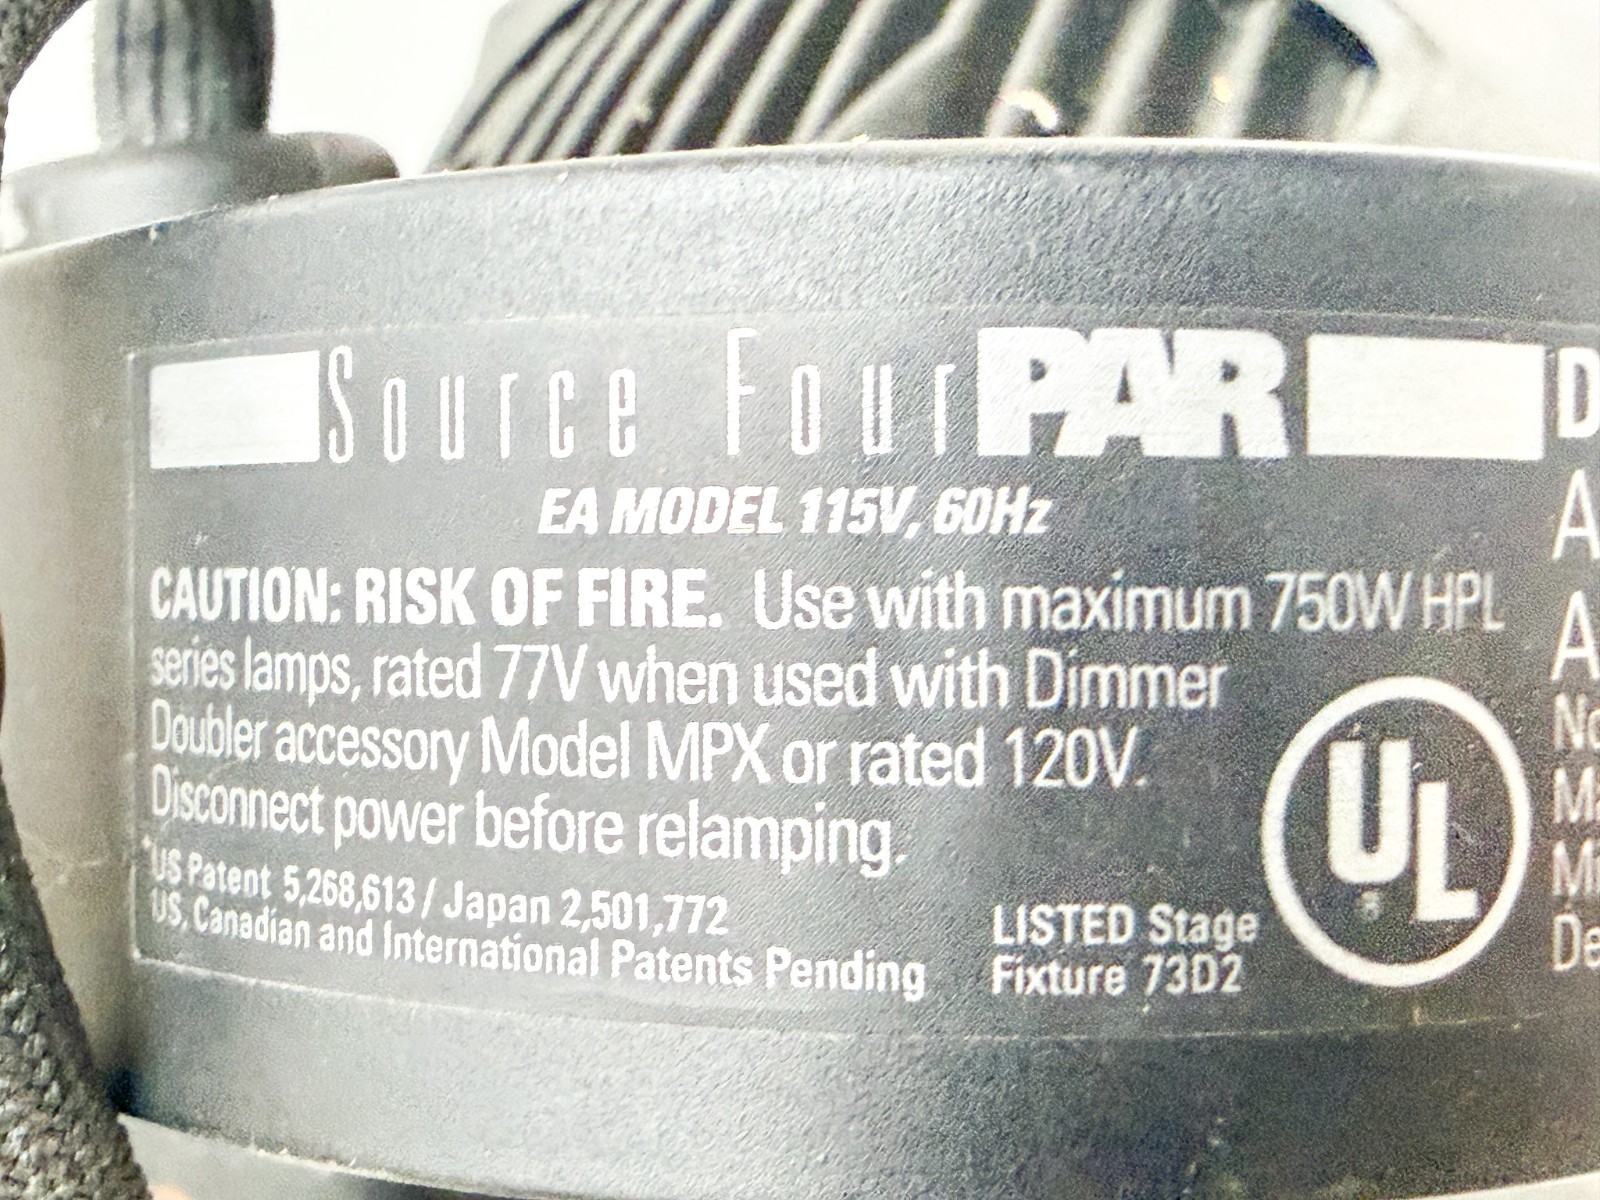 Source Four PAR
EA MODEL 115V, 60Hz
CAUTION: RISK OF FIRE. Use with maximum 750W HPL
series lamps, rated 77V when used with Dimmer
Doubler accessory Model MPX or rated 120V.
Disconnect power before relamping.
*US Patent 5,268,613 / Japan 2,501,772
US, Canadian and International Patents Pending
LISTED Stage
Fixture 73D2
UL
D
A
A